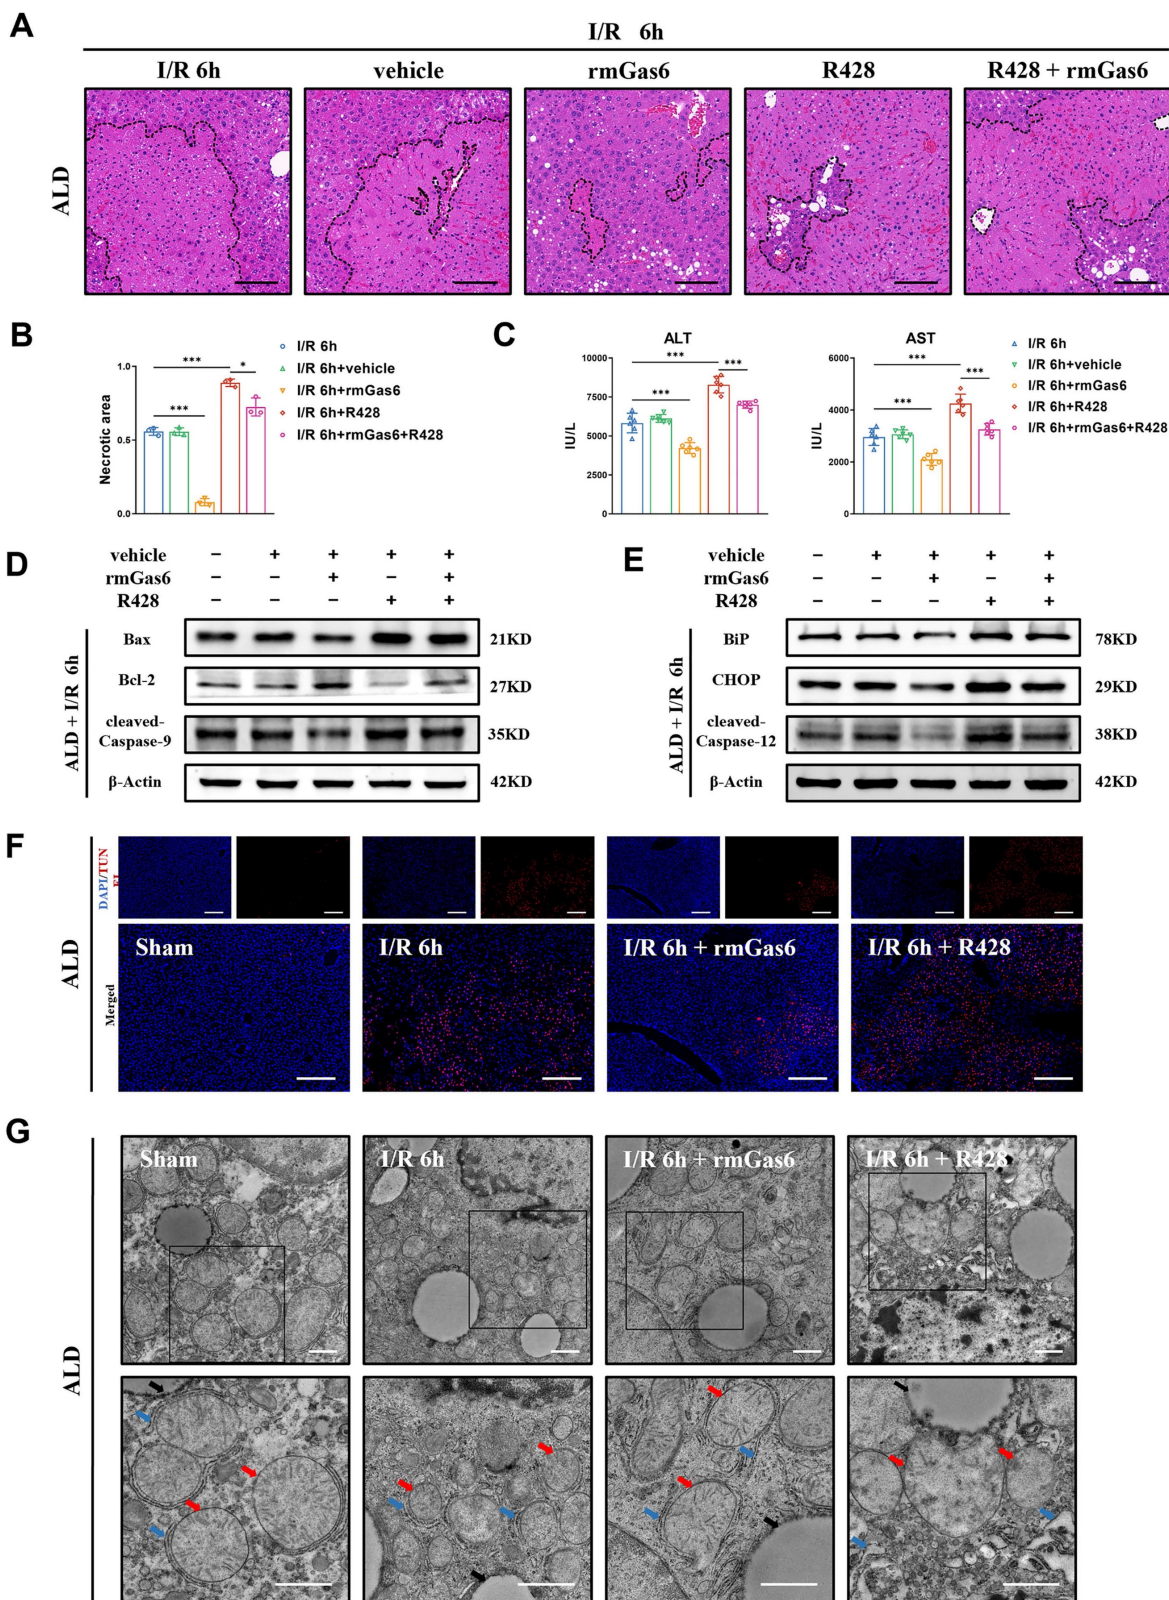 A
I/R 6h
I/R 6h vehicle rmGas6 R428 R428 + rmGas6
ALD
B
Necrotic area
1.0
0.5
0.0
***
***
*
I/R 6h
I/R 6h+vehicle
I/R 6h+rmGas6
I/R 6h+R428
I/R 6h+rmGas6+R428
C
ALT
IU/L
10000
7500
5000
2500
0
***
***
***
AST
IU/L
6000
4000
2000
0
***
***
***
I/R 6h
I/R 6h+vehicle
I/R 6h+rmGas6
I/R 6h+R428
I/R 6h+rmGas6+R428
D
vehicle − + + + +
rmGas6 − − + +
R428 − − + +
ALD + I/R 6h
Bax 21KD
Bcl-2 27KD
cleaved-
Caspase-9 35KD
β-Actin 42KD
E
vehicle − + + + +
rmGas6 − − + +
R428 − − + +
ALD + I/R 6h
BiP 78KD
CHOP 29KD
cleaved-
Caspase-12 38KD
β-Actin 42KD
F
ALD
DAPI/TUN
EL
Merged
Sham
I/R 6h
I/R 6h + rmGas6
I/R 6h + R428
G
ALD
Sham
I/R 6h
I/R 6h + rmGas6
I/R 6h + R428